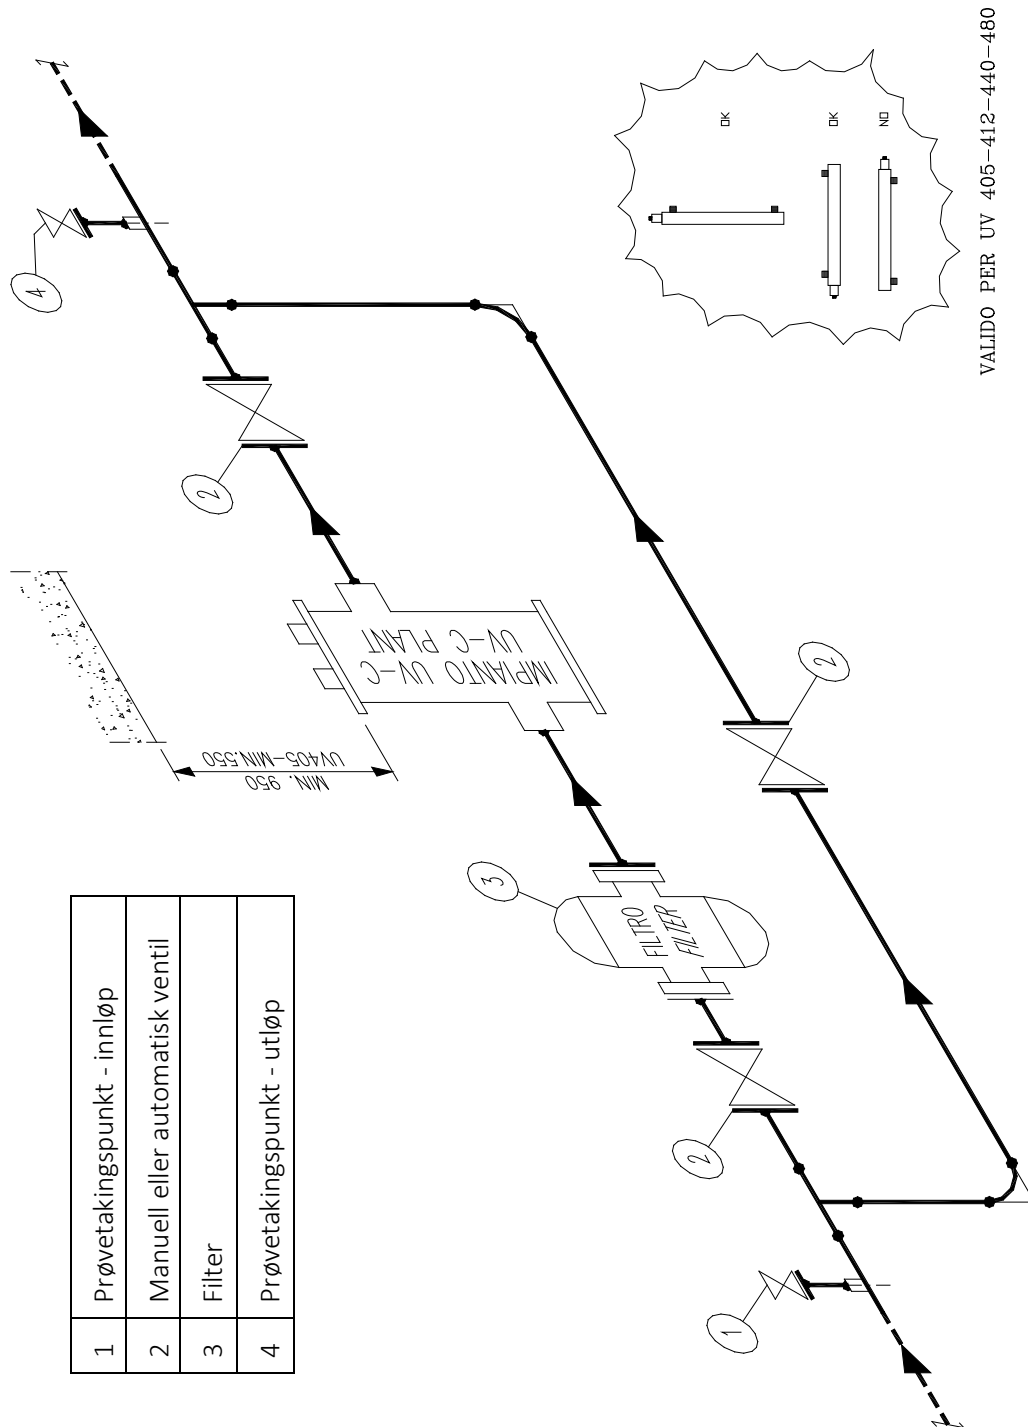 1 Prøvetakingspunkt - innløp
2 Manuell eller automatisk ventil
3 Filter
4 Prøvetakingspunkt - utløp
1
2
FILTRO
FILTER
3
MIN. 950
UV405-MIN.550
IMPIANTO UV-C
UV-C PLANT
2
2
4
OK
OK
NO
VALIDO PER UV 405-412-440-480